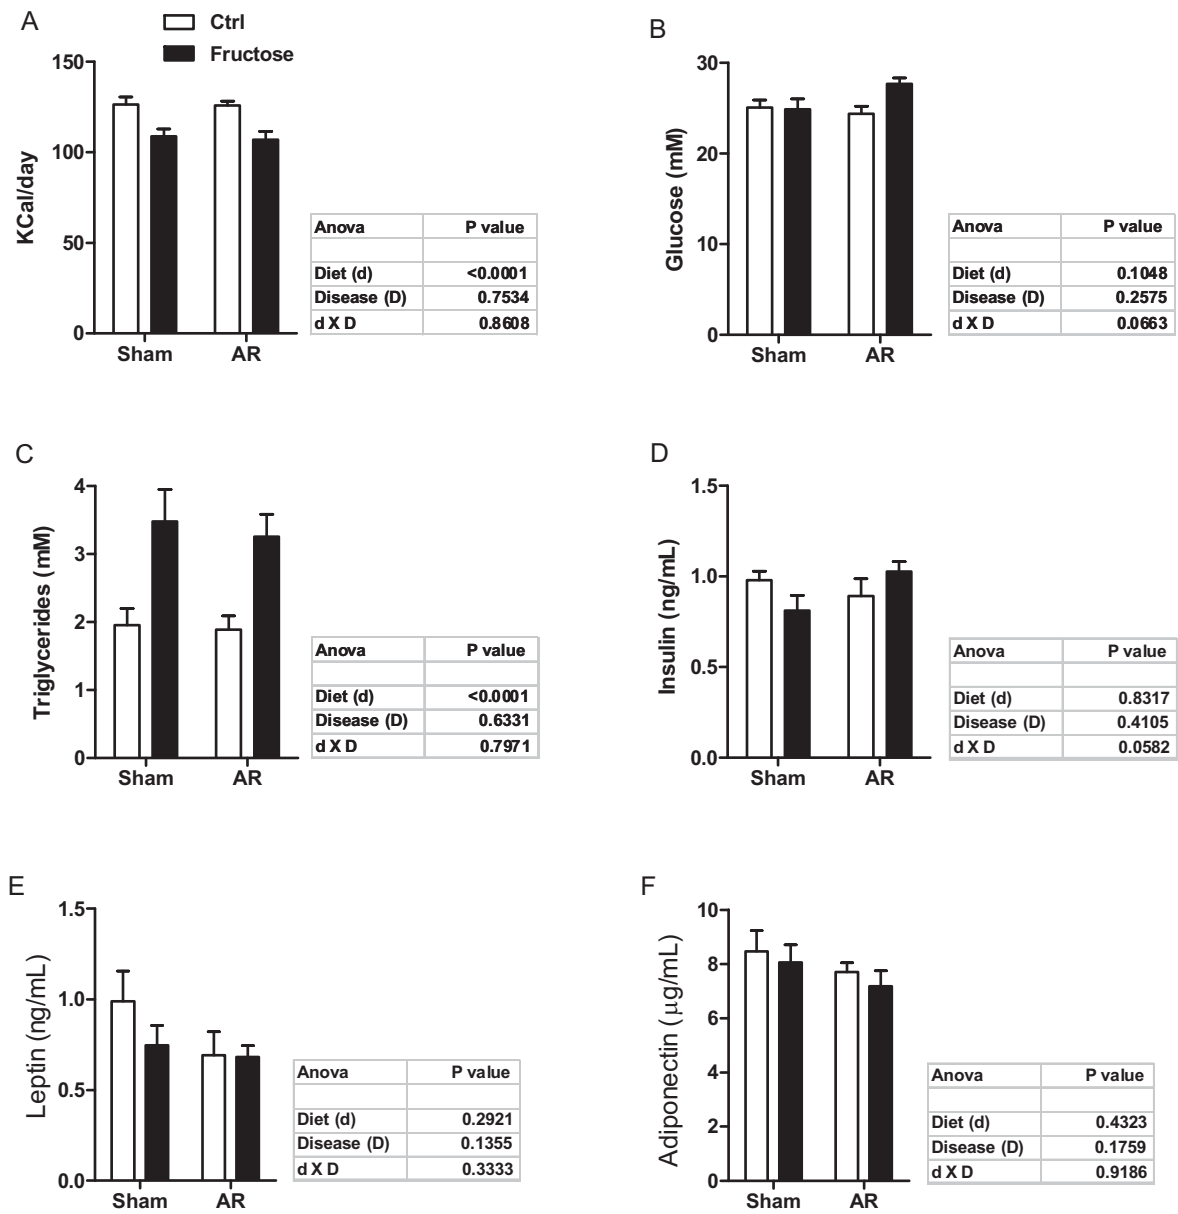 A
Ctrl
Fructose
150
100
50
0
KCal/day
Sham AR
Anova P value
Diet (d) <0.0001
Disease (D) 0.7534
d X D 0.8608
B
30
20
10
0
Glucose (mM)
Sham AR
Anova P value
Diet (d) 0.1048
Disease (D) 0.2575
d X D 0.0663
C
4
3
2
1
0
Triglycerides (mM)
Sham AR
Anova P value
Diet (d) <0.0001
Disease (D) 0.6331
d X D 0.7971
D
1.5
1.0
0.5
0.0
Insulin (ng/mL)
Sham AR
Anova P value
Diet (d) 0.8317
Disease (D) 0.4105
d X D 0.0582
E
1.5
1.0
0.5
0.0
Leptin (ng/mL)
Sham AR
Anova P value
Diet (d) 0.2921
Disease (D) 0.1355
d X D 0.3333
F
10
8
6
4
2
0
Adiponectin (μg/mL)
Sham AR
Anova P value
Diet (d) 0.4323
Disease (D) 0.1759
d X D 0.9186